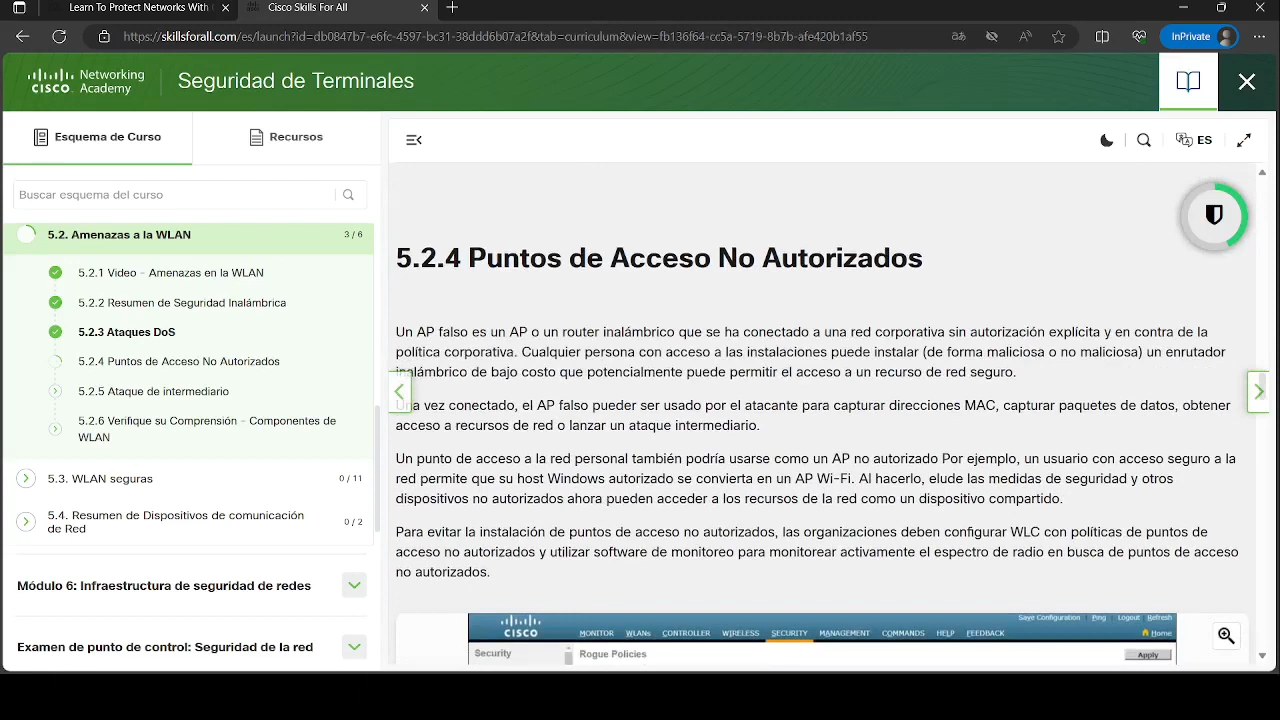 Learn To Protect Networks With
Cisco Skills For All
https://skillsforall.com/es/launch?id=db0847b7-e6fc-4597-bc31-38ddd6b07a2f&tab=curriculum&view=fb136f64-cc5a-5719-8b7b-afe420b1af55
InPrivate
CISCO
Networking
Academy
Seguridad de Terminales
Esquema de Curso
Recursos
ES
Buscar esquema del curso
5.2. Amenazas a la WLAN
3 / 6
5.2.1 Video – Amenazas en la WLAN
5.2.2 Resumen de Seguridad Inalámbrica
5.2.3 Ataques DoS
5.2.4 Puntos de Acceso No Autorizados
5.2.5 Ataque de intermediario
5.2.6 Verifique su Comprensión – Componentes de
WLAN
5.3. WLAN seguras
0 / 11
5.4. Resumen de Dispositivos de comunicación
de Red
0 / 2
Módulo 6: Infraestructura de seguridad de redes
Examen de punto de control: Seguridad de la red
5.2.4 Puntos de Acceso No Autorizados
Un AP falso es un AP o un router inalámbrico que se ha conectado a una red corporativa sin autorización explícita y en contra de la
política corporativa. Cualquier persona con acceso a las instalaciones puede instalar (de forma maliciosa o no maliciosa) un enrutador
inalámbrico de bajo costo que potencialmente puede permitir el acceso a un recurso de red seguro.
Una vez conectado, el AP falso pueder ser usado por el atacante para capturar direcciones MAC, capturar paquetes de datos, obtener
acceso a recursos de red o lanzar un ataque intermediario.
Un punto de acceso a la red personal también podría usarse como un AP no autorizado Por ejemplo, un usuario con acceso seguro a la
red permite que su host Windows autorizado se convierta en un AP Wi-Fi. Al hacerlo, elude las medidas de seguridad y otros
dispositivos no autorizados ahora pueden acceder a los recursos de la red como un dispositivo compartido.
Para evitar la instalación de puntos de acceso no autorizados, las organizaciones deben configurar WLC con políticas de puntos de
acceso no autorizados y utilizar software de monitoreo para monitorear activamente el espectro de radio en busca de puntos de acceso
no autorizados.
CISCO
Save Configuration
Ping
Logout
Refresh
MONITOR
WLANs
CONTROLLER
WIRELESS
SECURITY
MANAGEMENT
COMMANDS
HELP
FEEDBACK
Home
Security
Rogue Policies
Apply